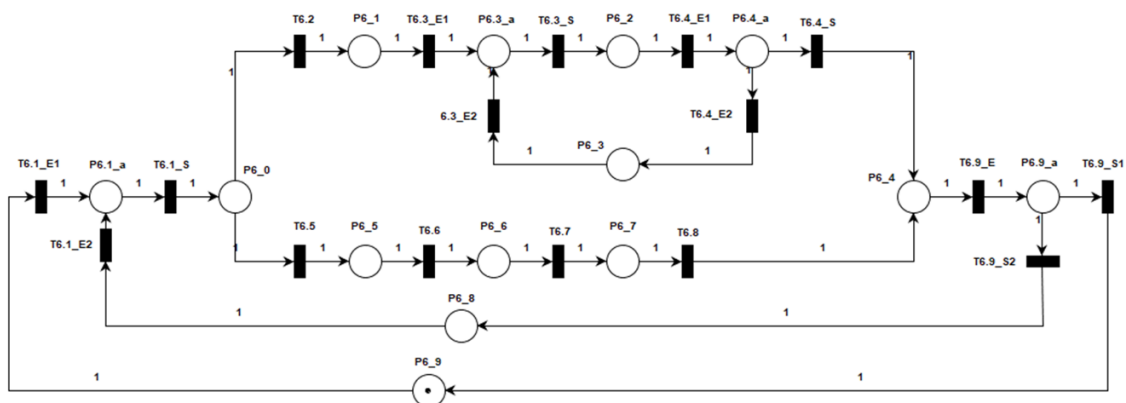 T6.2 P6_1 T6.3_E1 P6.3_a T6.3_S P6_2 T6.4_E1 P6.4_a T6.4_S
1 1 1 1 1 1 1 1 1
1 1 1
6.3_E2 T6.4_E2
P6_3
1 1
T6.1_E1 P6.1_a T6.1_S P6_0 P6_4 T6.9_E P6.9_a T6.9_S1
1 1 1 1 1 1 1
1
T6.5 P6_5 T6.6 P6_6 T6.7 P6_7 T6.8
T6.1_E2
1 1 1 1 1 1 1 1
T6.9_S2
P6_8
1 1
P6_9
1 1